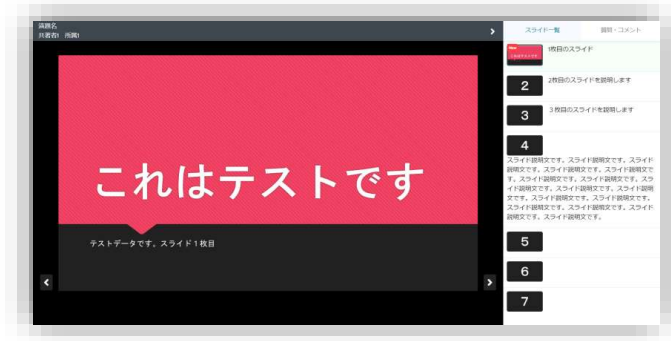 演題名
共著者1 所属1
スライド一覧
質問・コメント
これはテストです
テストデータです。スライド1枚目
1枚目のスライド
2
2枚目のスライドを説明します
3
３枚目のスライドを説明します
4
スライド説明文です。スライド説明文です。スライド
説明文です。スライド説明文です。スライド説明文で
す。スライド説明文です。スライド説明文です。スラ
イド説明文です。スライド説明文です。スライド説明
文です。スライド説明文です。スライド説明文です。
スライド説明文です。スライド説明文です。スライド
説明文です。スライド説明文です。
5
6
7